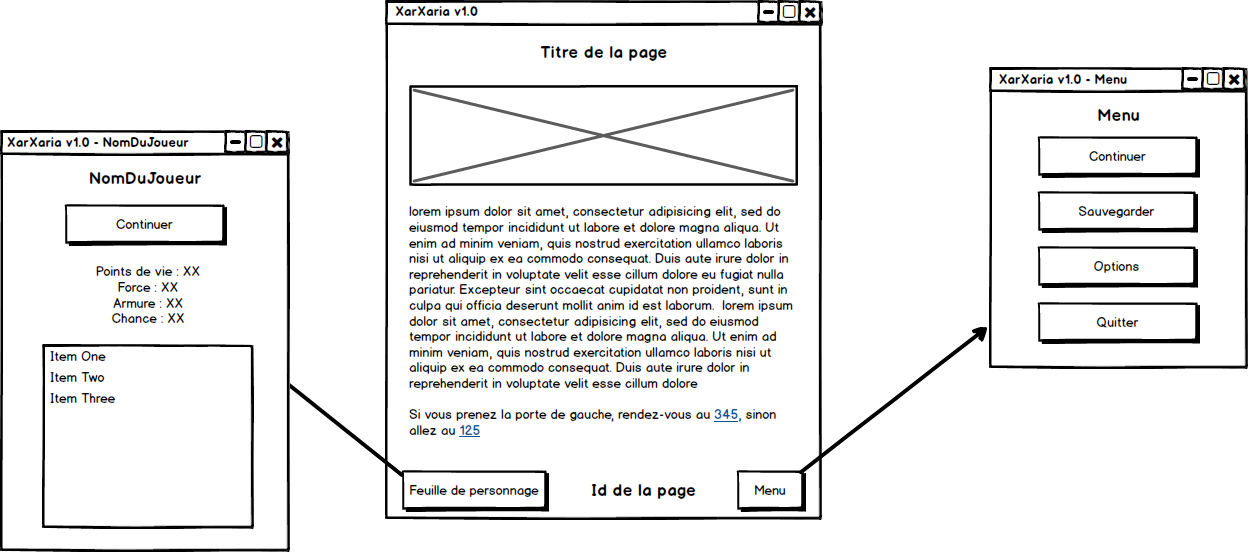 XarXaria v1.0 - NomDuJoueur
NomDuJoueur
Continuer
Points de vie : XX
Force : XX
Armure : XX
Chance : XX
Item One
Item Two
Item Three
XarXaria v1.0
Titre de la page
lorem ipsum dolor sit amet, consectetur adipisicing elit, sed do
eiusmod tempor incididunt ut labore et dolore magna aliqua. Ut
enim ad minim veniam, quis nostrud exercitation ullamco laboris
nisi ut aliquip ex ea commodo consequat. Duis aute irure dolor in
reprehenderit in voluptate velit esse cillum dolore eu fugiat nulla
pariatur. Excepteur sint occaecat cupidatat non proident, sunt in
culpa qui officia deserunt mollit anim id est laborum.  lorem ipsum
dolor sit amet, consectetur adipisicing elit, sed do eiusmod
tempor incididunt ut labore et dolore magna aliqua. Ut enim ad
minim veniam, quis nostrud exercitation ullamco laboris nisi ut
aliquip ex ea commodo consequat. Duis aute irure dolor in
reprehenderit in voluptate velit esse cillum dolore
Si vous prenez la porte de gauche, rendez-vous au 345, sinon
allez au 125
Feuille de personnage
Id de la page
Menu
XarXaria v1.0 - Menu
Menu
Continuer
Sauvegarder
Options
Quitter